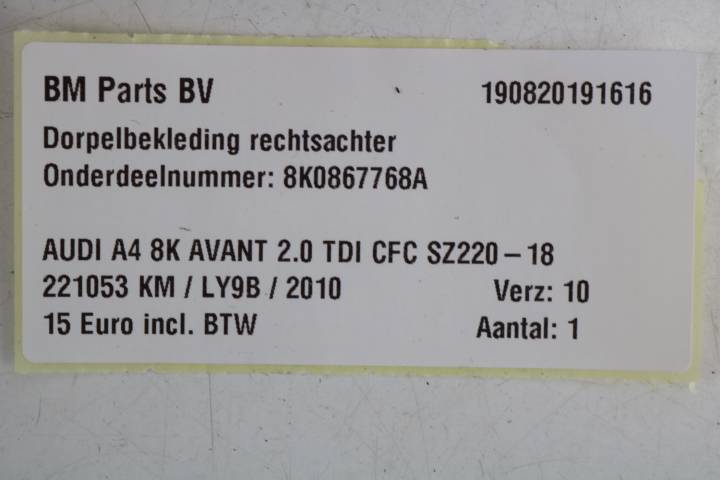 BM Parts BV 190820191616
Dorpelbekleding rechtsachter
Onderdeelnummer: 8K0867768A
AUDI A4 8K AVANT 2.0 TDI CFC SZ220 – 18
221053 KM / LY9B / 2010 Verz: 10
15 Euro incl. BTW Aantal: 1